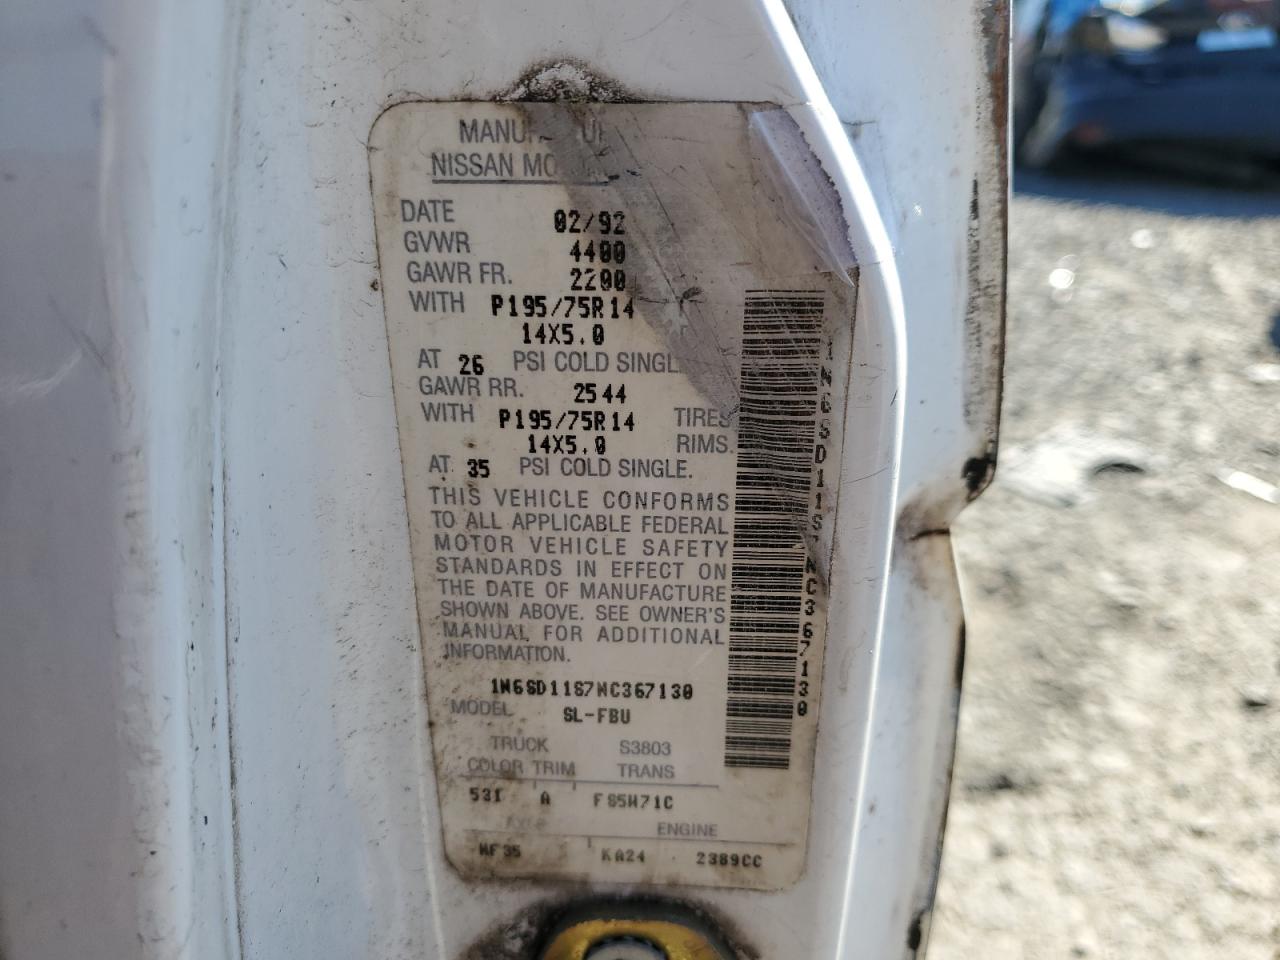 NISSAN
DATE 02/92
GVWR 4400
GAWR FR. 2200
WITH P195/75R14
14X5.0
AT 26 PSI COLD SINGL
GAWR RR. 2544
WITH P195/75R14 TIRES
14X5.0 RIMS.
AT 35 PSI COLD SINGLE.
THIS VEHICLE CONFORMS
TO ALL APPLICABLE FEDERAL
MOTOR VEHICLE SAFETY
STANDARDS IN EFFECT ON
THE DATE OF MANUFACTURE
SHOWN ABOVE. SEE OWNER'S
MANUAL FOR ADDITIONAL
INFORMATION.
1N6SD11S7NC367130
MODEL SL-FBU
TRUCK S3803
COLOR TRIM TRANS
531 A FS5W71C
ENGINE
KA24 2389CC
1N6SD11S7NC367130